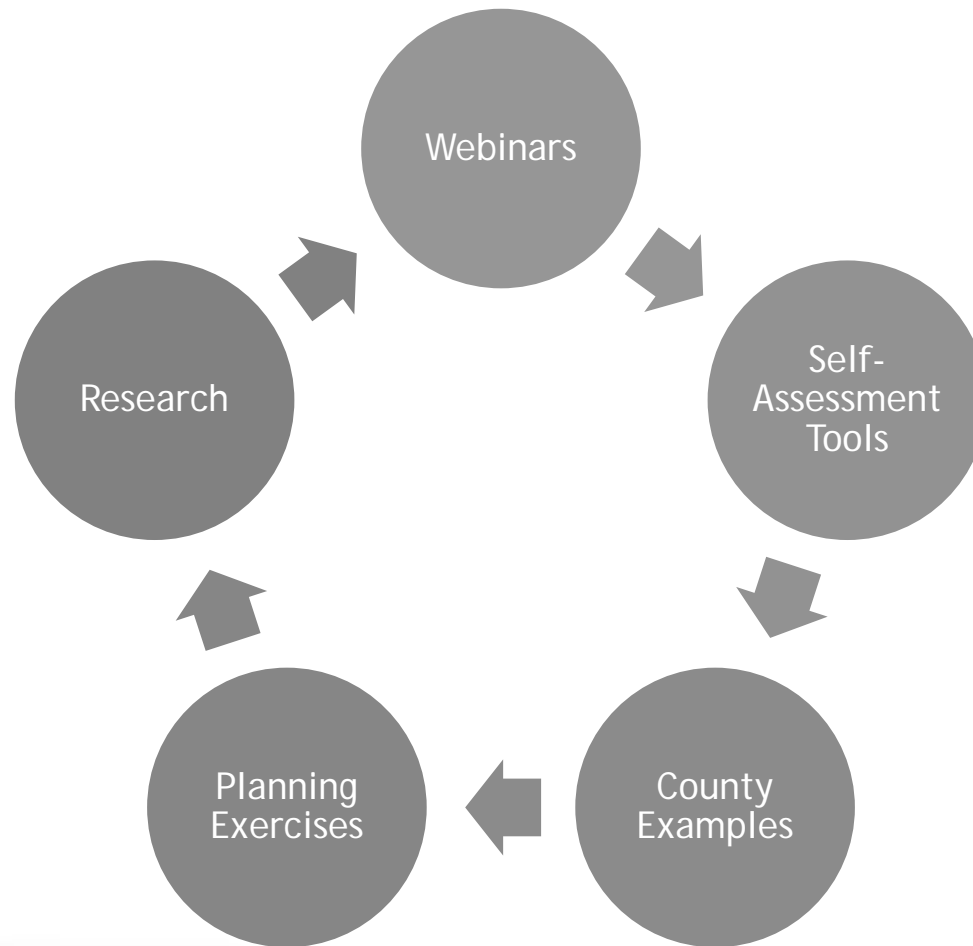 Webinars
Self-
Assessment
Tools
County
Examples
Planning
Exercises
Research